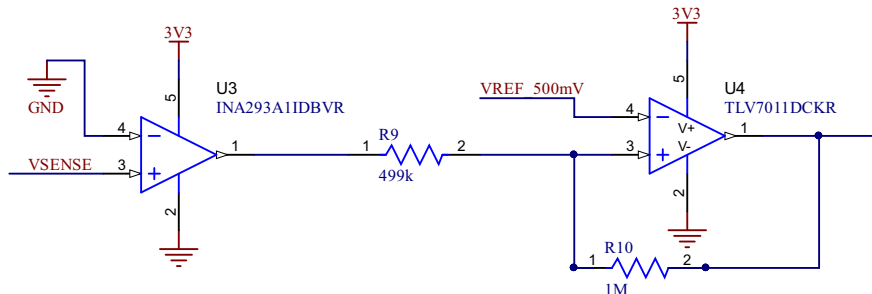 3V3
3V3
U3
INA293A1IDBVR
GND
5
VREF_500mV
5
U4
TLV7011DCKR
4
4
V+
1
R9
1
VSENSE
3
1
2
3
V-
499k
2
2
R10
1
2
1M